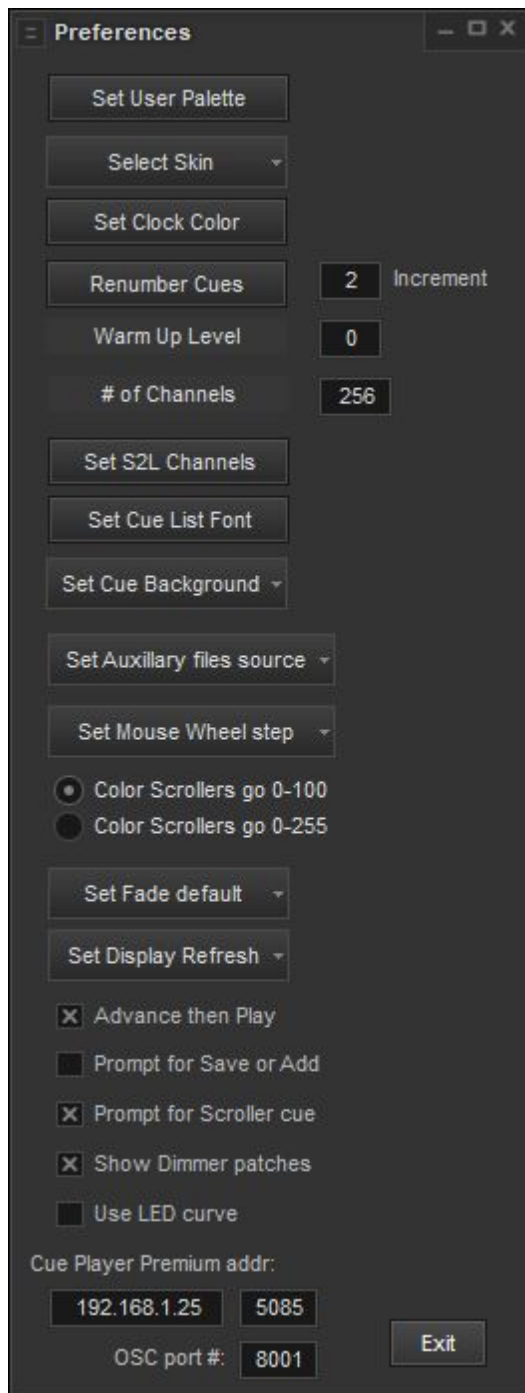 Preferences
Set User Palette
Select Skin
Set Clock Color
Renumber Cues 2 Increment
Warm Up Level 0
# of Channels 256
Set S2L Channels
Set Cue List Font
Set Cue Background
Set Auxillary files source
Set Mouse Wheel step
Color Scrollers go 0-100
Color Scrollers go 0-255
Set Fade default
Set Display Refresh
Advance then Play
Prompt for Save or Add
Prompt for Scroller cue
Show Dimmer patches
Use LED curve
Cue Player Premium addr:
192.168.1.25 5085
OSC port #: 8001 Exit